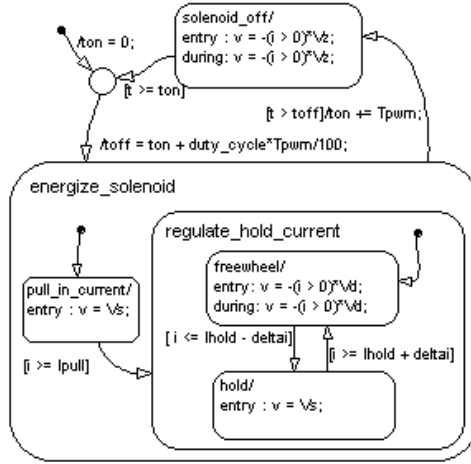 solenoid_off/
entry : v = -(i > 0)*Vz;
during: v = -(i > 0)*Vz;
/ton = 0;
[t >= ton]
[t > toff]/ton += Tpwm;
/toff = ton + duty_cycle*Tpwm/100;
energize_solenoid
regulate_hold_current
freewheel/
entry: v = -(i > 0)*Vd;
during: v = -(i > 0)*Vd;
pull_in_current/
entry : v = Vs;
[ i <= Ihold - deltai]
[i >= Ihold + deltai]
[i >= Ipull]
hold/
entry : v = Vs;